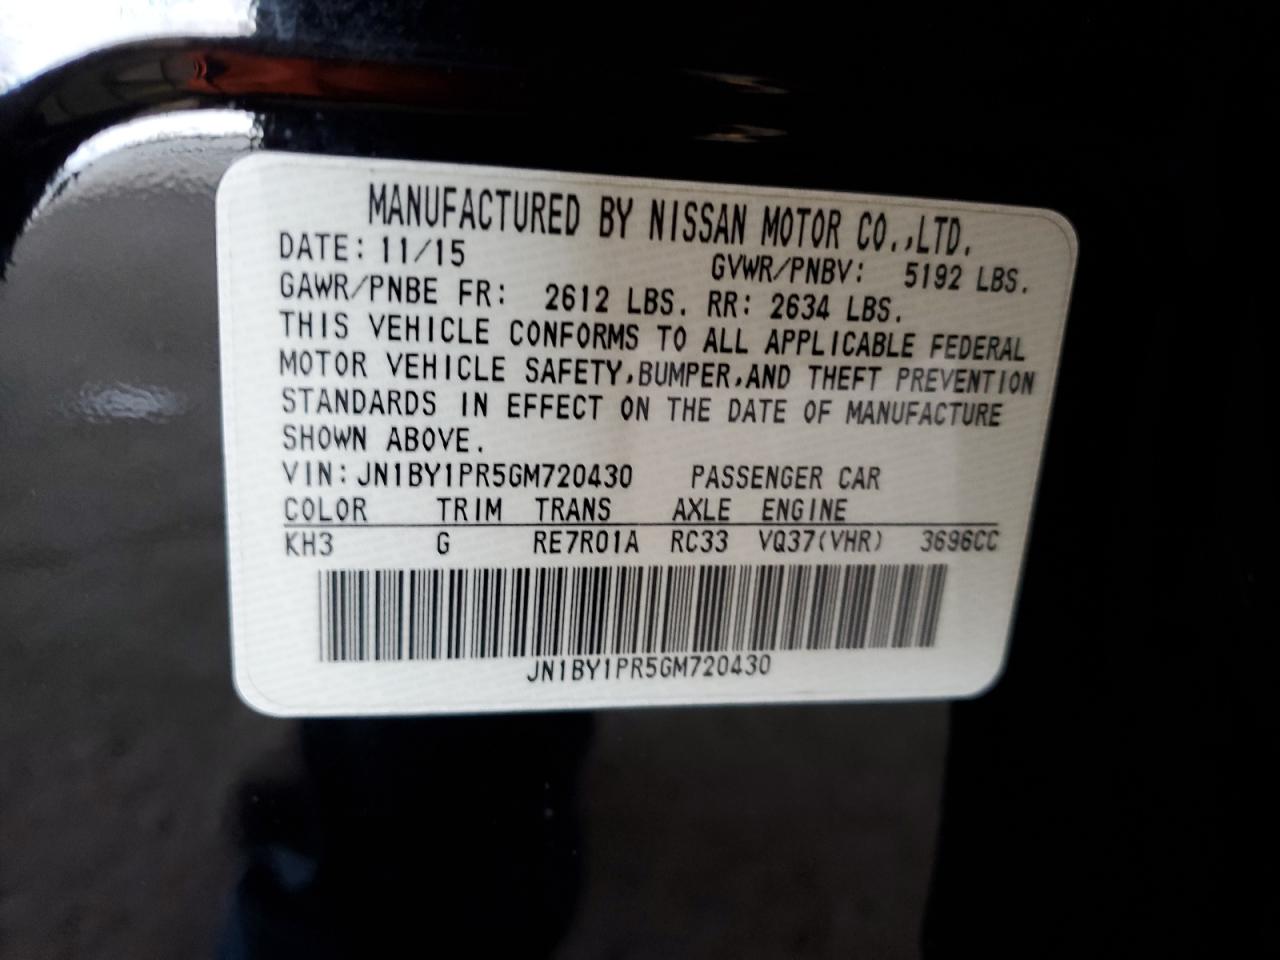 MANUFACTURED BY NISSAN MOTOR CO.,LTD.
DATE: 11/15 GVWR/PNBV: 5192 LBS.
GAWR/PNBE FR: 2612 LBS. RR: 2634 LBS.
THIS VEHICLE CONFORMS TO ALL APPLICABLE FEDERAL
MOTOR VEHICLE SAFETY,BUMPER,AND THEFT PREVENTION
STANDARDS IN EFFECT ON THE DATE OF MANUFACTURE
SHOWN ABOVE.
VIN: JN1BY1PR5GM720430 PASSENGER CAR
COLOR TRIM TRANS AXLE ENGINE
KH3 G RE7R01A RC33 VQ37(VHR) 3696CC
JN1BY1PR5GM720430